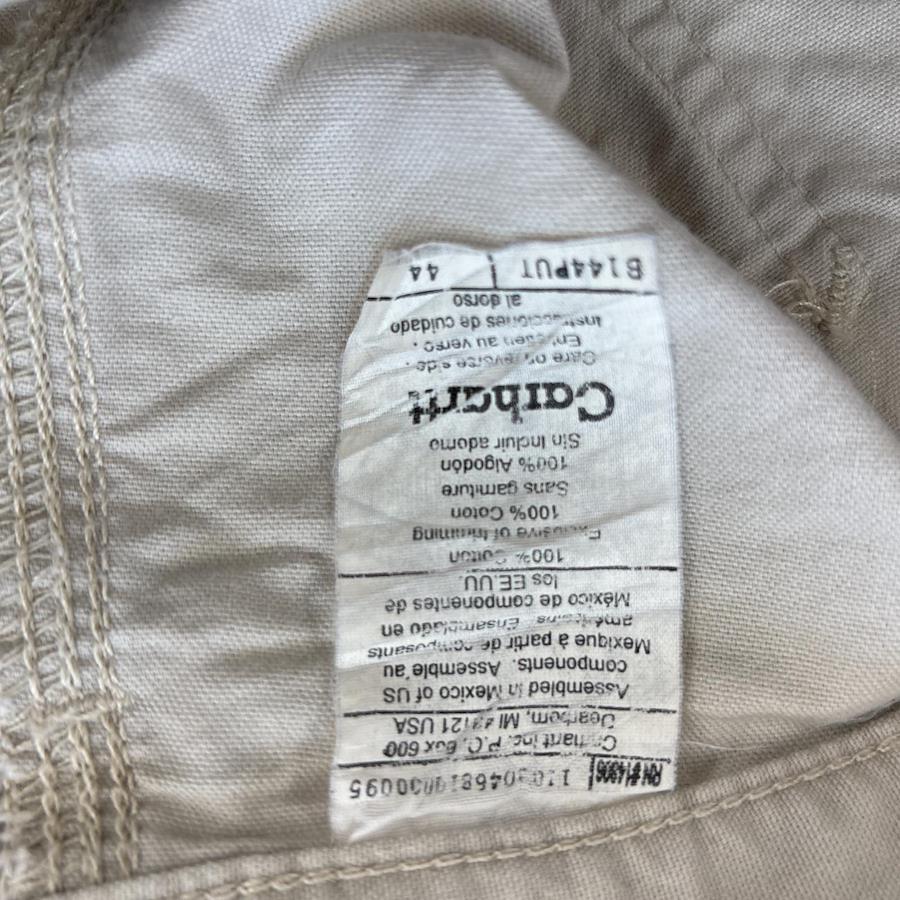 B144PUT | 44
al dorso
Instrucciones de cuidado
Entretien au verso.
Care on reverse side.
Carhartt
Sin Incluir adorno
100% Algodón
Sans garniture
100% Coton
Exclusive of trimming
100% Cotton
los EE.UU.
México de componentes de
américains. Ensamblado en
Mexique à partir de composants
components. Assemble au
Assembled in Mexico of US
Dearborn, MI 48121 USA
Carhartt Inc. P.O. Box 600
RN #14806